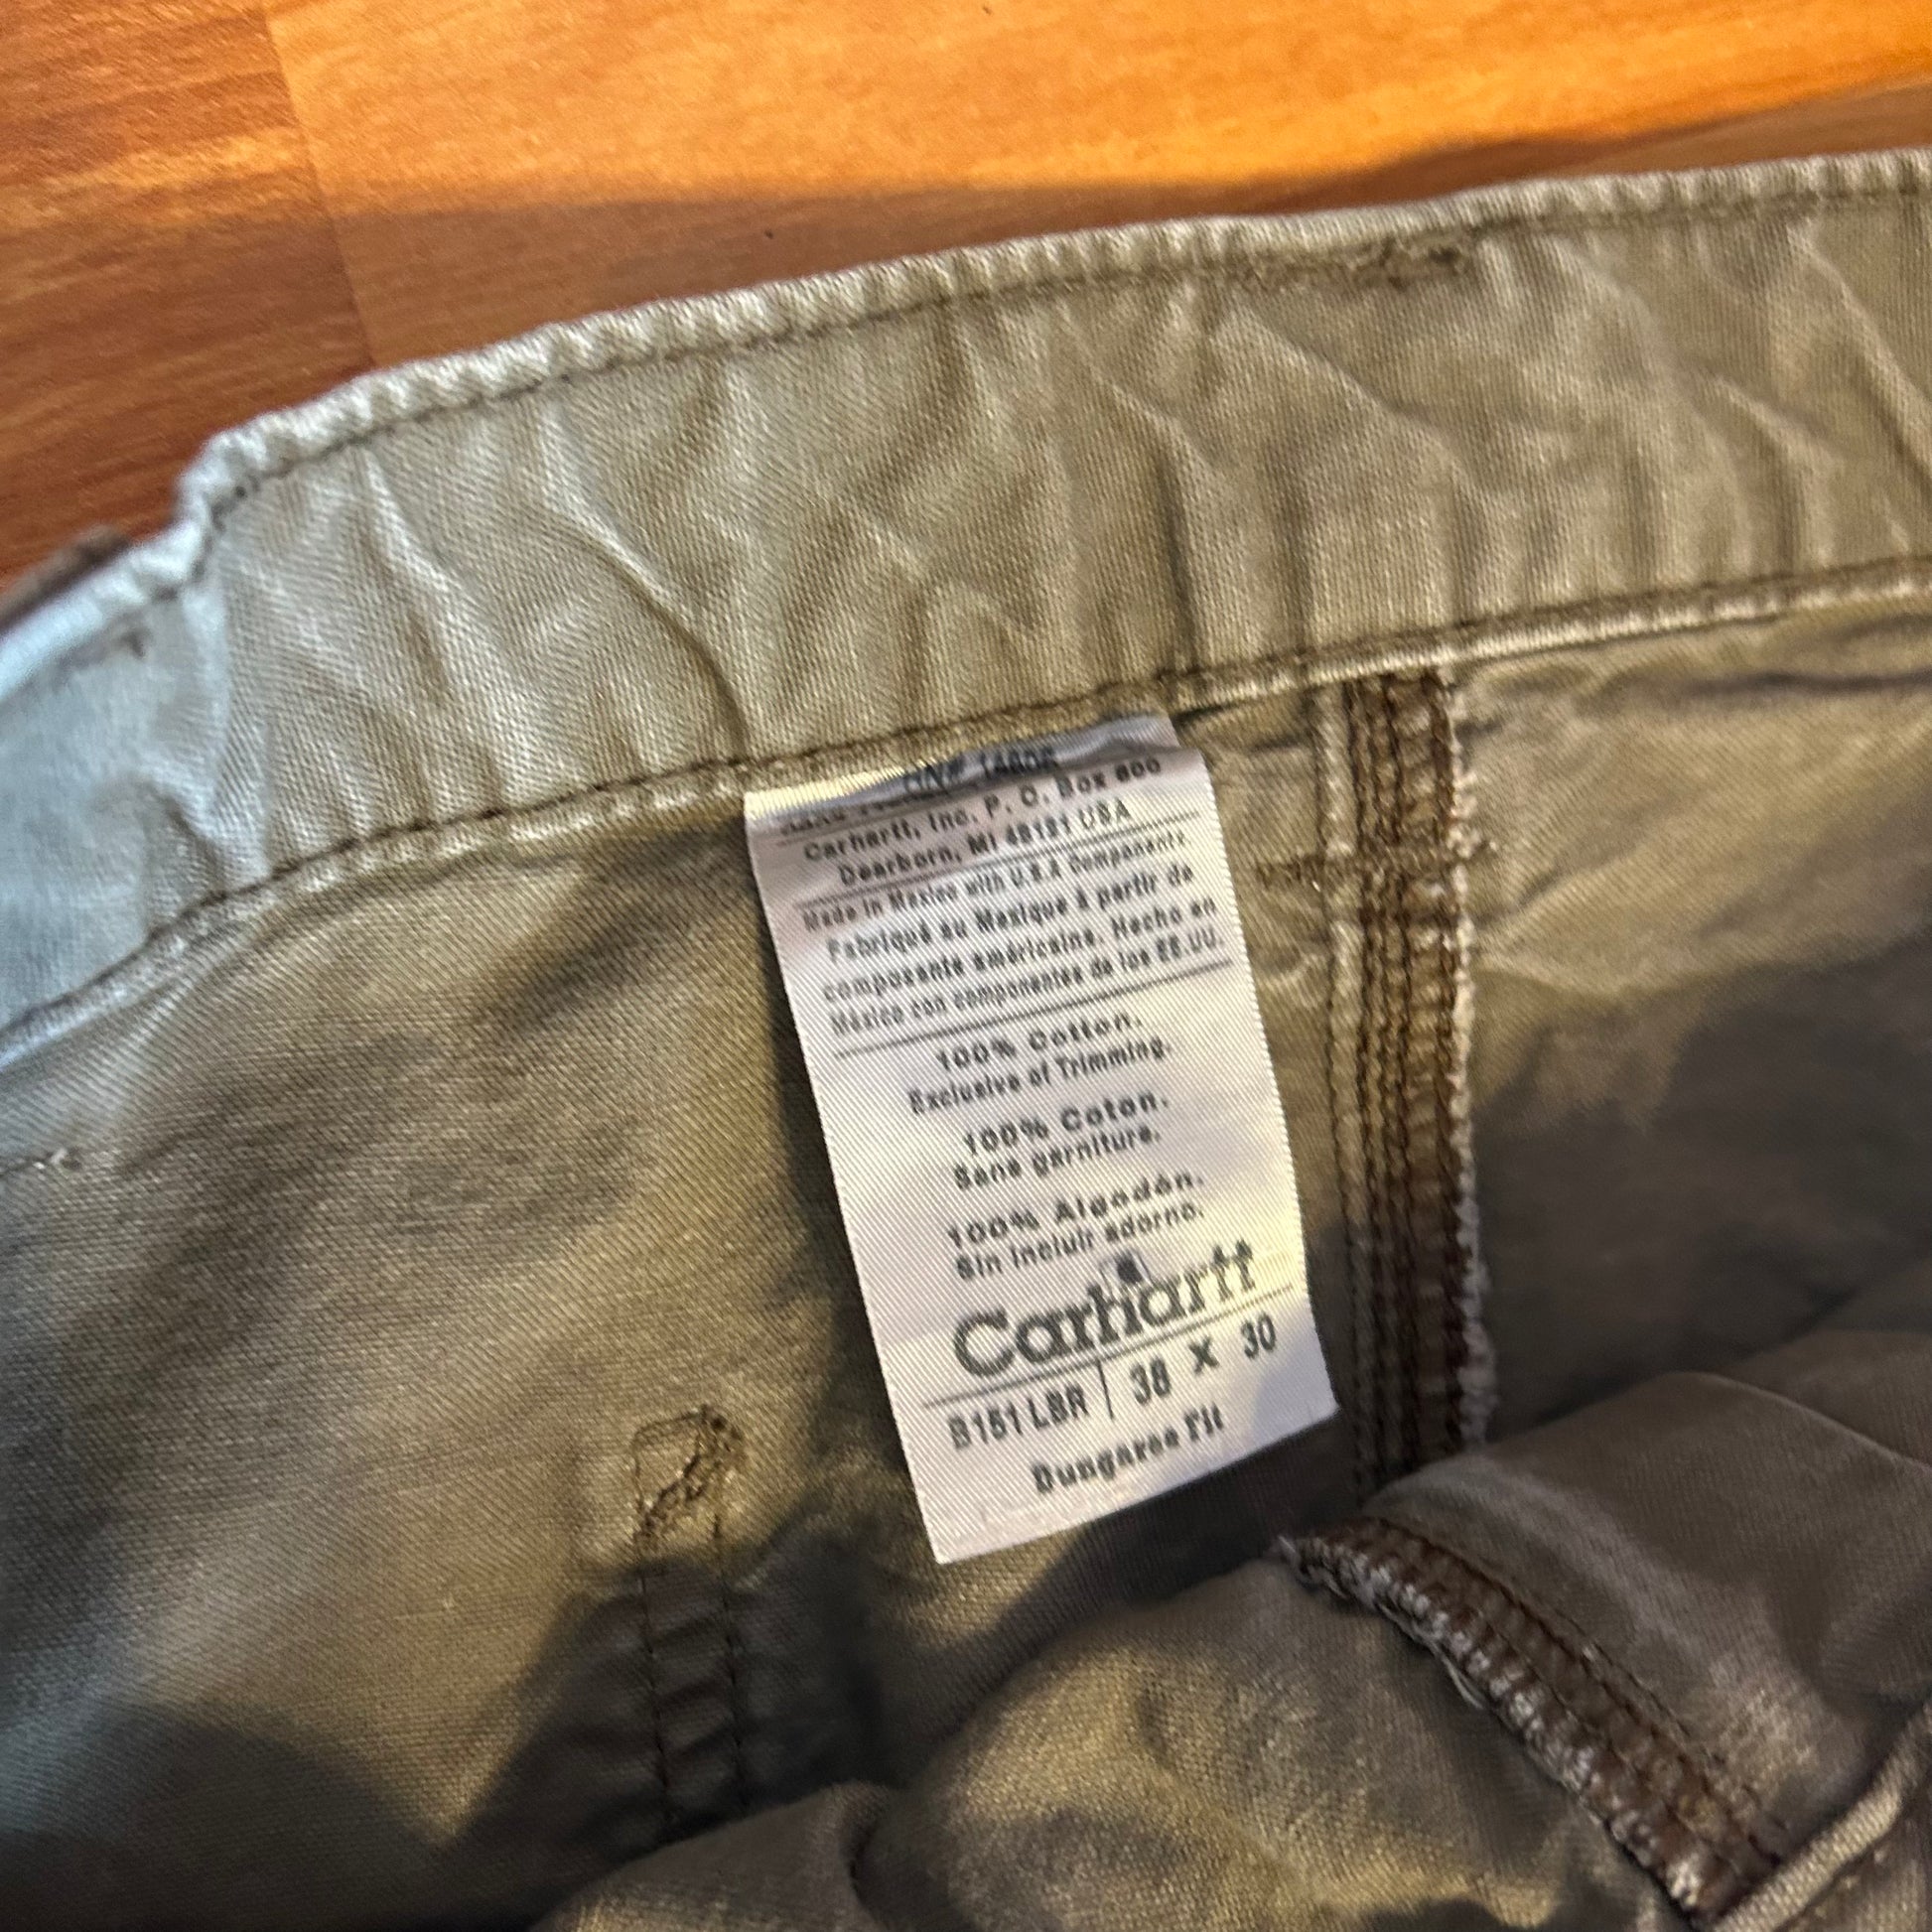 Carhartt, Inc. P. O. Box 600
Dearborn, MI 48121 USA
Made in Mexico with U.S.A Components
Fabriqué au Mexique à partir de
composante américaine. Hecho en
México con componentes de los EE.UU.
100% Cotton.
Exclusive of Trimming.
100% Coton.
Sans garniture.
100% Algodón.
Sin incluir adorno.
Carhartt
B151 LBR 38 X 30
Dungaree Fit